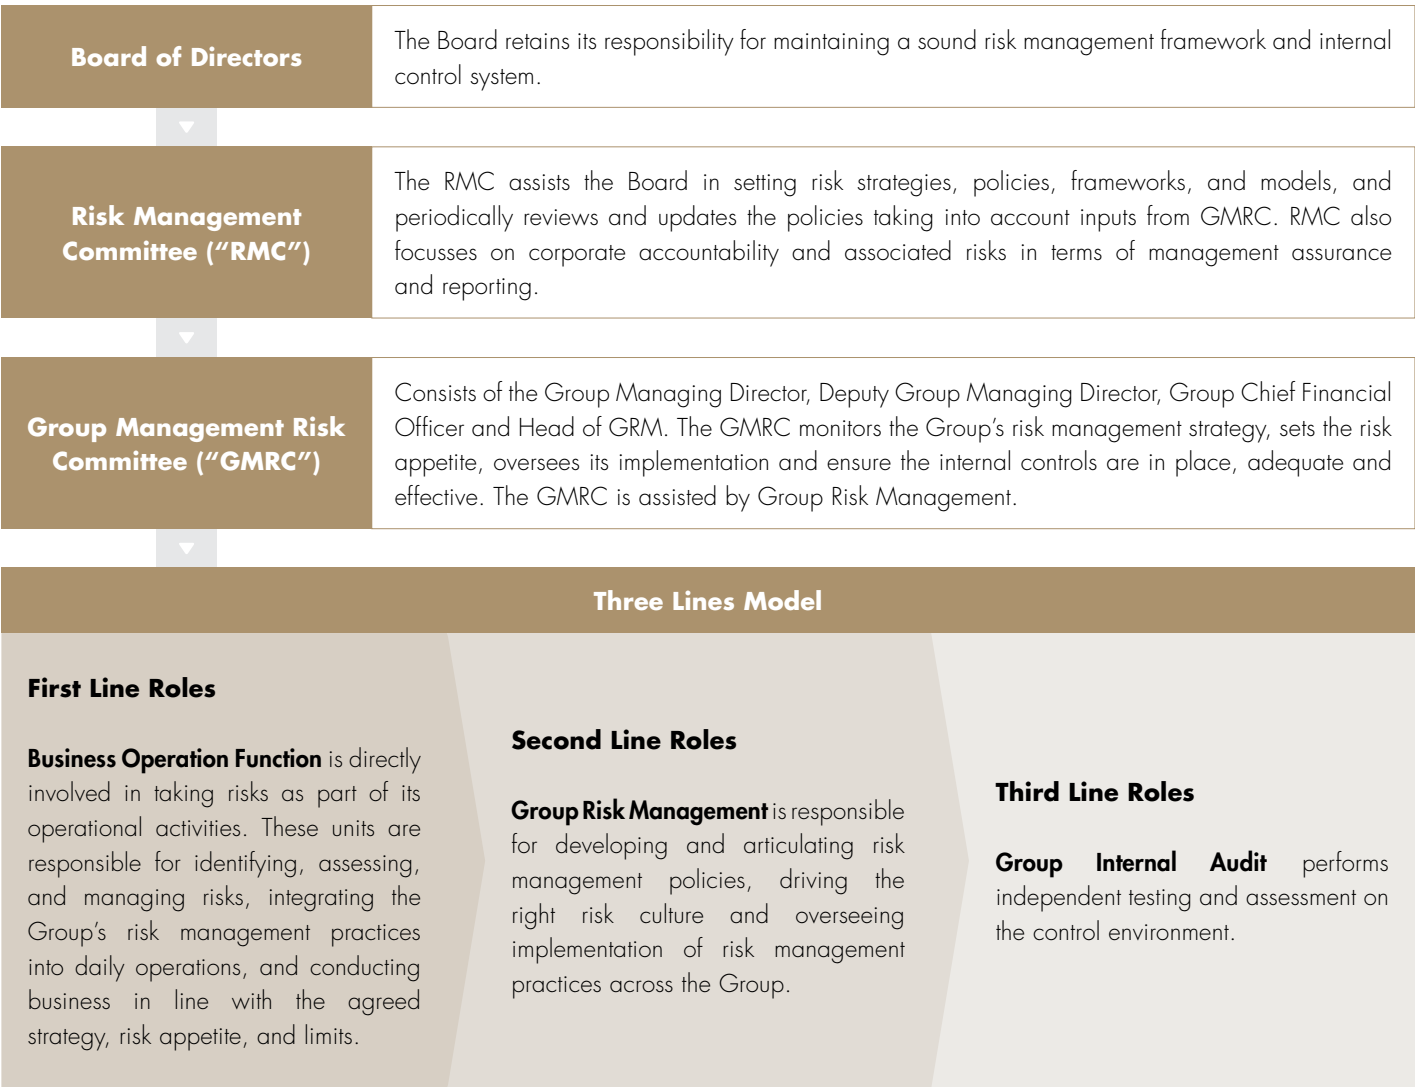 Board of Directors
The Board retains its responsibility for maintaining a sound risk management framework and internal
control system.
Risk Management
Committee (“RMC”)
The RMC assists the Board in setting risk strategies, policies, frameworks, and models, and
periodically reviews and updates the policies taking into account inputs from GMRC. RMC also
focusses on corporate accountability and associated risks in terms of management assurance
and reporting.
Group Management Risk
Committee (“GMRC”)
Consists of the Group Managing Director, Deputy Group Managing Director, Group Chief Financial
Officer and Head of GRM. The GMRC monitors the Group’s risk management strategy, sets the risk
appetite, oversees its implementation and ensure the internal controls are in place, adequate and
effective. The GMRC is assisted by Group Risk Management.
Three Lines Model
First Line Roles
Business Operation Function is directly
involved in taking risks as part of its
operational activities. These units are
responsible for identifying, assessing,
and managing risks, integrating the
Group’s risk management practices
into daily operations, and conducting
business in line with the agreed
strategy, risk appetite, and limits.
Second Line Roles
Group Risk Management is responsible
for developing and articulating risk
management policies, driving the
right risk culture and overseeing
implementation of risk management
practices across the Group.
Third Line Roles
Group Internal Audit performs
independent testing and assessment on
the control environment.